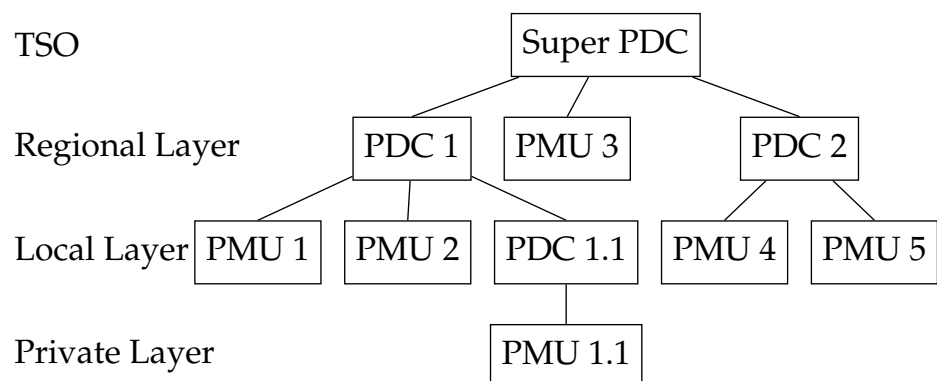 TSO Super PDC
Regional Layer PDC 1 PMU 3 PDC 2
Local Layer PMU 1 PMU 2 PDC 1.1 PMU 4 PMU 5
Private Layer PMU 1.1